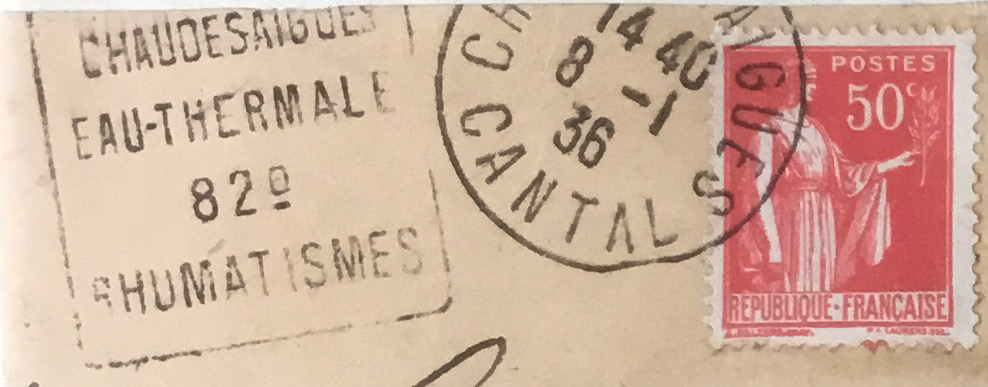 CHAUDESAIGUES
EAU-THERMALE
82º
RHUMATISMES
14 40
8 -1
36
CANTAL
POSTES
50c
REPUBLIQUE-FRANÇAISE